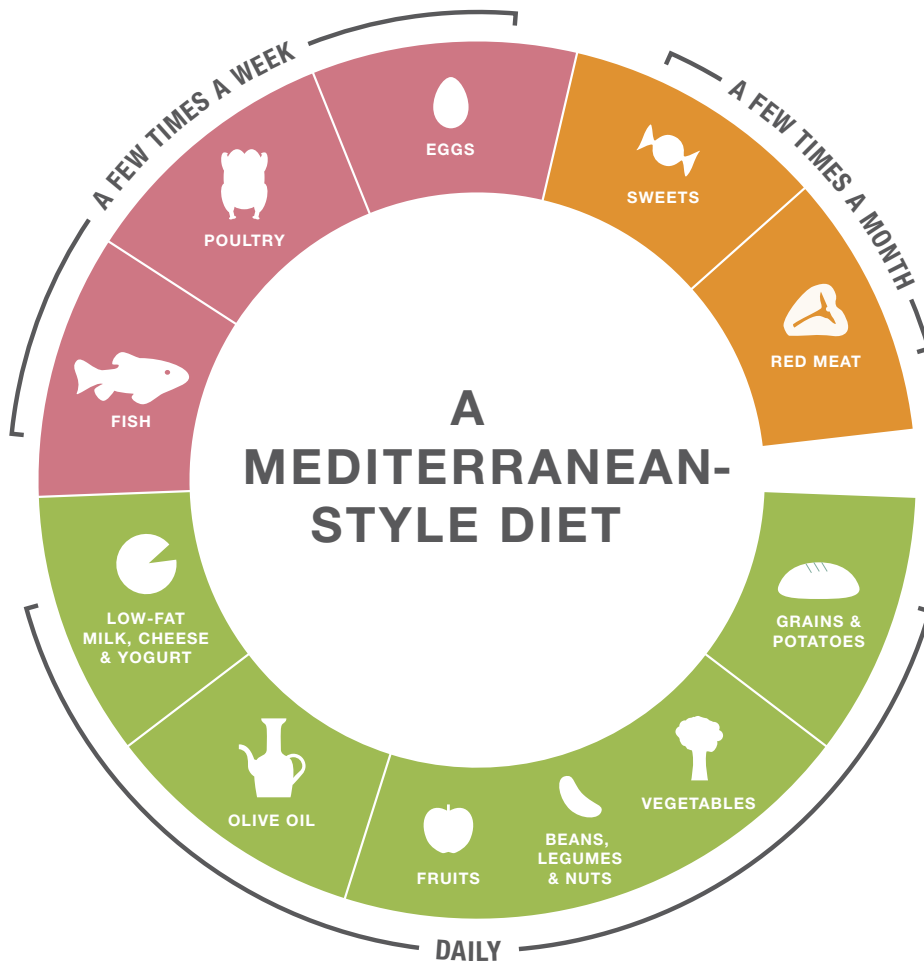 A FEW TIMES A WEEK
A FEW TIMES A MONTH
EGGS
SWEETS
POULTRY
RED MEAT
FISH
A
MEDITERRANEAN-
STYLE DIET
LOW-FAT
MILK, CHEESE
& YOGURT
GRAINS &
POTATOES
OLIVE OIL
FRUITS
BEANS,
LEGUMES
& NUTS
VEGETABLES
DAILY